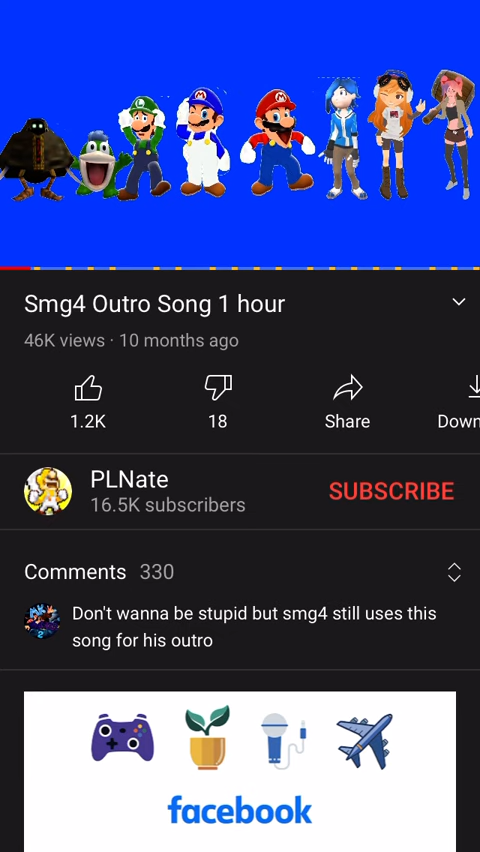 Smg4 Outro Song 1 hour
46K views · 10 months ago
1.2K
18
Share
Down
PLNate
16.5K subscribers
SUBSCRIBE
Comments 330
Don't wanna be stupid but smg4 still uses this
song for his outro
facebook